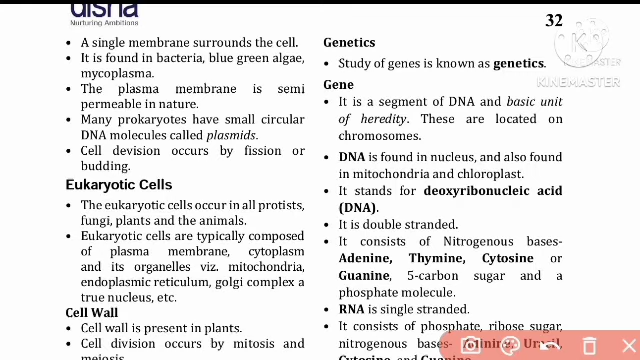 disha
Nurturing Ambitions
32
• A single membrane surrounds the cell.
• It is found in bacteria, blue green algae,
mycoplasma.
• The plasma membrane is semi
permeable in nature.
• Many prokaryotes have small circular
DNA molecules called plasmids.
• Cell devision occurs by fission or
budding.
Eukaryotic Cells
• The eukaryotic cells occur in all protists,
fungi, plants and the animals.
• Eukaryotic cells are typically composed
of plasma membrane, cytoplasm
and its organelles viz. mitochondria,
endoplasmic reticulum, golgi complex a
true nucleus, etc.
Cell Wall
• Cell wall is present in plants.
• Cell division occurs by mitosis and
meiosis
Genetics
• Study of genes is known as genetics.
Gene
• It is a segment of DNA and basic unit
of heredity. These are located on
chromosomes.
• DNA is found in nucleus, and also found
in mitochondria and chloroplast.
• It stands for deoxyribonucleic acid
(DNA).
• It is double stranded.
• It consists of Nitrogenous bases-
Adenine, Thymine, Cytosine or
Guanine, 5-carbon sugar and a
phosphate molecule.
• RNA is single stranded.
• It consists of phosphate, ribose sugar,
nitrogenous bases- Adinine, Uracil,
Cytosine, and Guanine
KINEMASTER
KINEMASTER